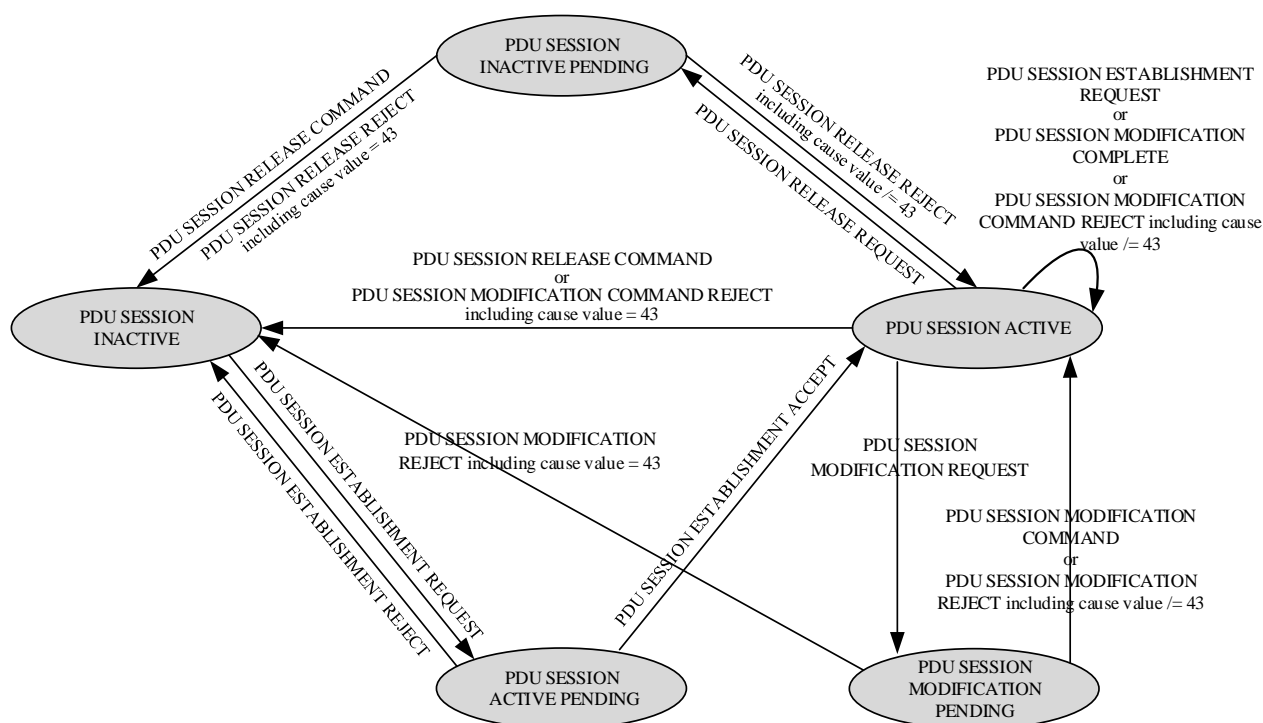 PDU SESSION
INACTIVE PENDING
PDU SESSION RELEASE COMMAND
PDU SESSION RELEASE REJECT
including cause value = 43
PDU SESSION RELEASE REJECT
including cause value /= 43
PDU SESSION RELEASE REQUEST
PDU SESSION ESTABLISHMENT
REQUEST
or
PDU SESSION MODIFICATION
COMPLETE
or
PDU SESSION MODIFICATION
COMMAND REJECT including cause
value /= 43
PDU SESSION RELEASE COMMAND
or
PDU SESSION MODIFICATION COMMAND REJECT
including cause value = 43
PDU SESSION
INACTIVE
PDU SESSION ACTIVE
PDU SESSION ESTABLISHMENT REQUEST
PDU SESSION ESTABLISHMENT REJECT
PDU SESSION MODIFICATION
REJECT including cause value = 43
PDU SESSION ESTABLISHMENT ACCEPT
PDU SESSION
MODIFICATION REQUEST
PDU SESSION MODIFICATION
COMMAND
or
PDU SESSION MODIFICATION
REJECT including cause value /= 43
PDU SESSION
ACTIVE PENDING
PDU SESSION
MODIFICATION
PENDING